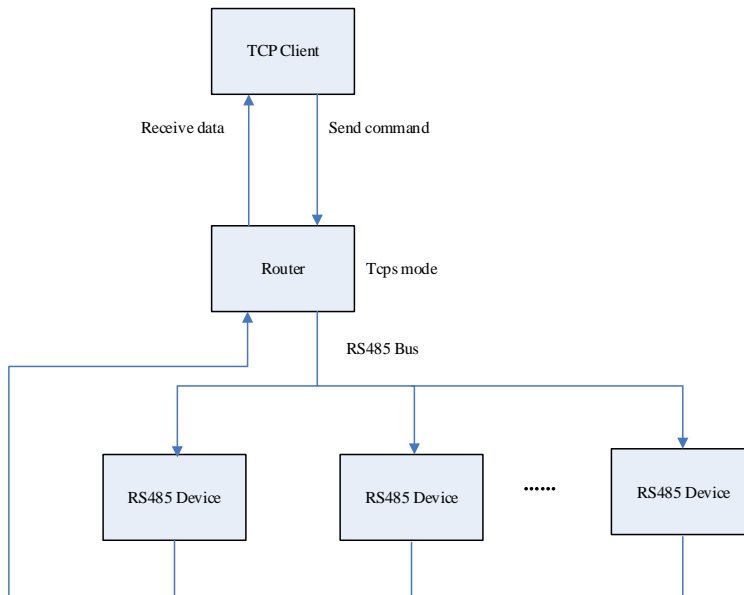 TCP Client
Receive data
Send command
Router
Tcps mode
RS485 Bus
RS485 Device
RS485 Device
......
RS485 Device